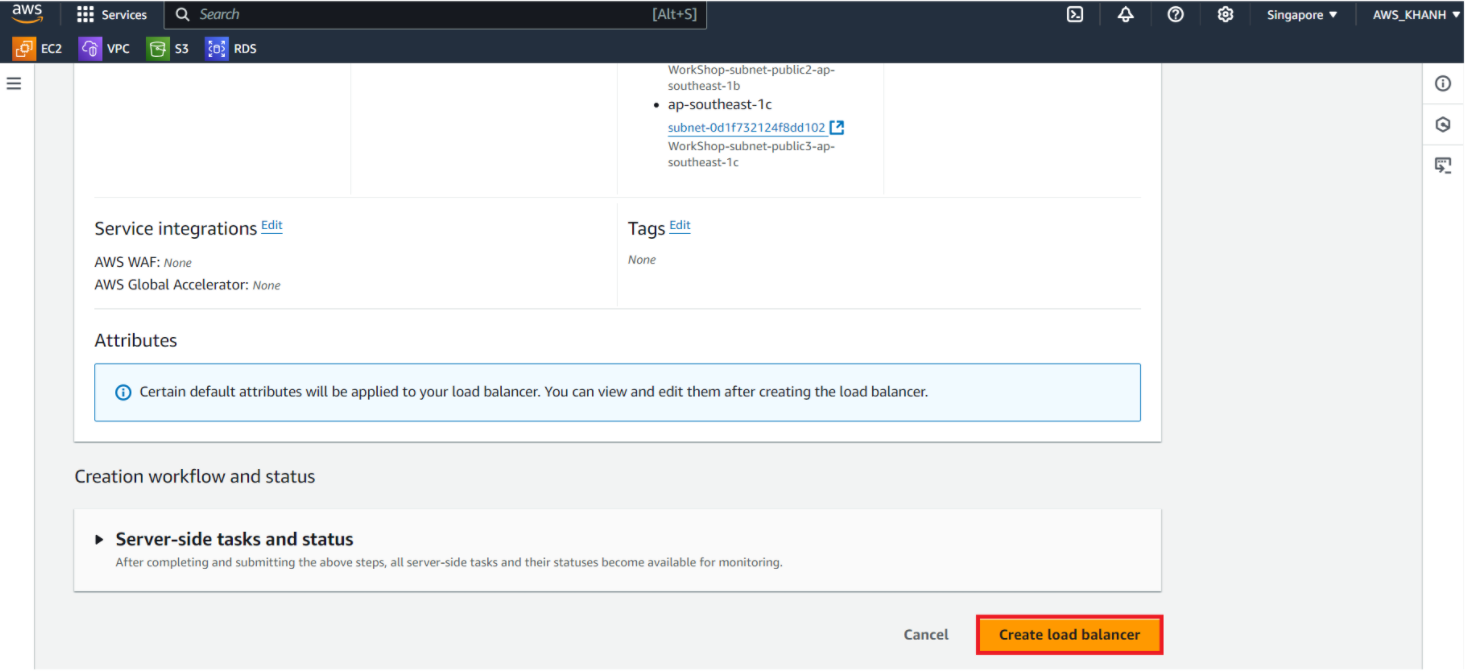 aws
Services
Search
[Alt+S]
Singapore
AWS_KHANH
EC2
VPC
S3
RDS
WorkShop-subnet-public2-ap-
southeast-1b
ap-southeast-1c
subnet-0d1f732124f8dd102
WorkShop-subnet-public3-ap-
southeast-1c
Service integrations Edit
AWS WAF: None
AWS Global Accelerator: None
Tags Edit
None
Attributes
Certain default attributes will be applied to your load balancer. You can view and edit them after creating the load balancer.
Creation workflow and status
Server-side tasks and status
After completing and submitting the above steps, all server-side tasks and their statuses become available for monitoring.
Cancel
Create load balancer